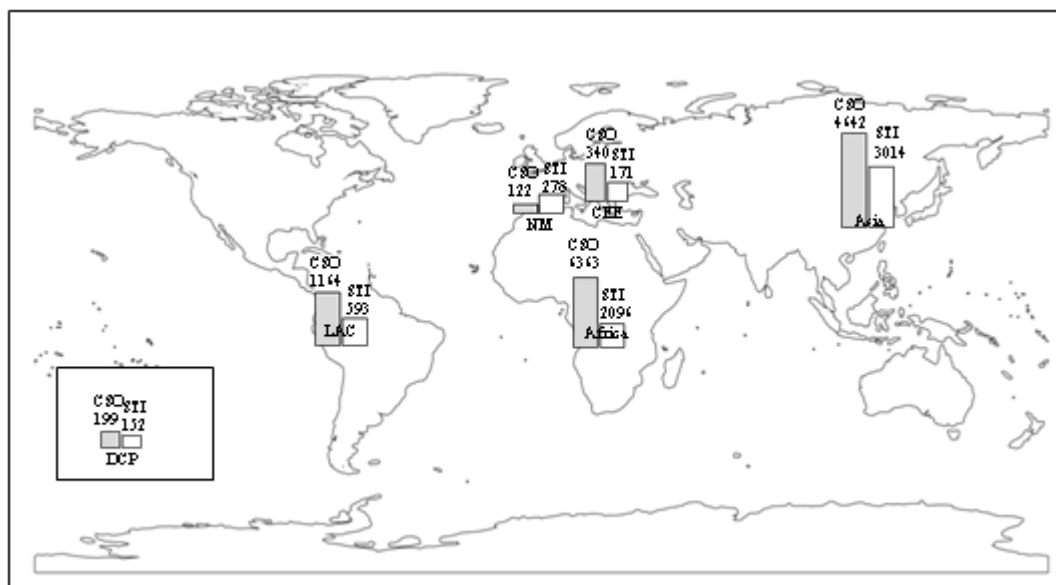 CSO
4642
STI
3014
Asia
CSO
340
STI
171
CEE
CSO
122
STI
278
NM
CSO
6363
STI
2096
Africa
CSO
1164
STI
593
LAC
CSO
199
STI
152
DCP